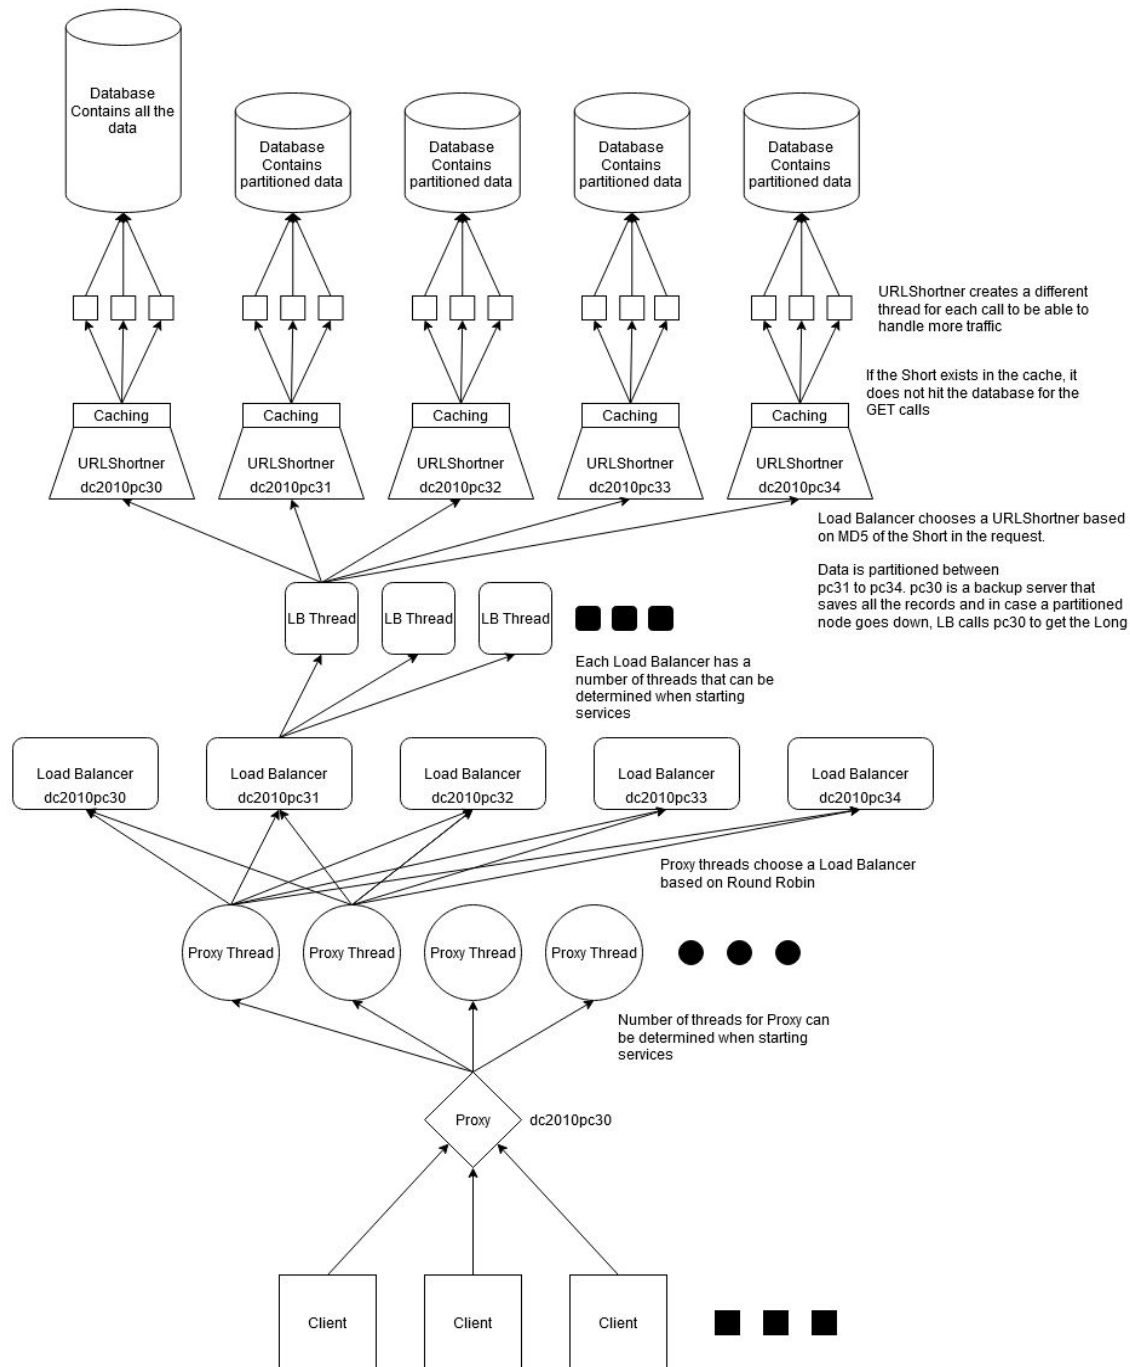 Database
Contains all the
data
Database
Contains
partitioned data
Database
Contains
partitioned data
Database
Contains
partitioned data
Database
Contains
partitioned data
URLShortner creates a different
thread for each call to be able to
handle more traffic
If the Short exists in the cache, it
does not hit the database for the
GET calls
Caching
Caching
Caching
Caching
Caching
URLShortner
dc2010pc30
URLShortner
dc2010pc31
URLShortner
dc2010pc32
URLShortner
dc2010pc33
URLShortner
dc2010pc34
Load Balancer chooses a URLShortner based
on MD5 of the Short in the request.
Data is partitioned between
pc31 to pc34. pc30 is a backup server that
saves all the records and in case a partitioned
node goes down, LB calls pc30 to get the Long
LB Thread
LB Thread
LB Thread
Each Load Balancer has a
number of threads that can be
determined when starting
services
Load Balancer
dc2010pc30
Load Balancer
dc2010pc31
Load Balancer
dc2010pc32
Load Balancer
dc2010pc33
Load Balancer
dc2010pc34
Proxy threads choose a Load Balancer
based on Round Robin
Proxy Thread
Proxy Thread
Proxy Thread
Proxy Thread
Number of threads for Proxy can
be determined when starting
services
Proxy
dc2010pc30
Client
Client
Client